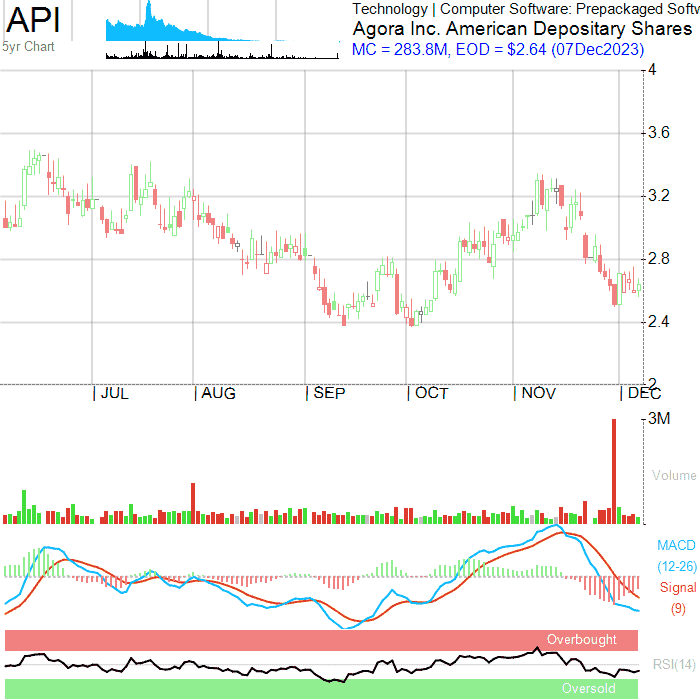 API
5yr Chart
Technology | Computer Software: Prepackaged Softw
Agora Inc. American Depositary Shares
MC = 283.8M, EOD = $2.64 (07Dec2023)
4
3.6
3.2
2.8
2.4
2
JUL
AUG
SEP
OCT
NOV
DEC
3M
Volume
MACD
(12-26)
Signal
(9)
Overbought
RSI(14)
Oversold